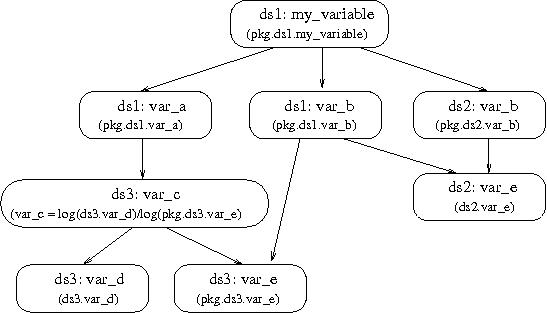 ds1: my_variable
(pkg.ds1.my_variable)
ds1: var_a
(pkg.ds1.var_a)
ds1: var_b
(pkg.ds1.var_b)
ds2: var_b
(pkg.ds2.var_b)
ds3: var_c
(var_c = log(ds3.var_d)/log(pkg.ds3.var_e)
ds2: var_e
(ds2.var_e)
ds3: var_d
(ds3.var_d)
ds3: var_e
(pkg.ds3.var_e)